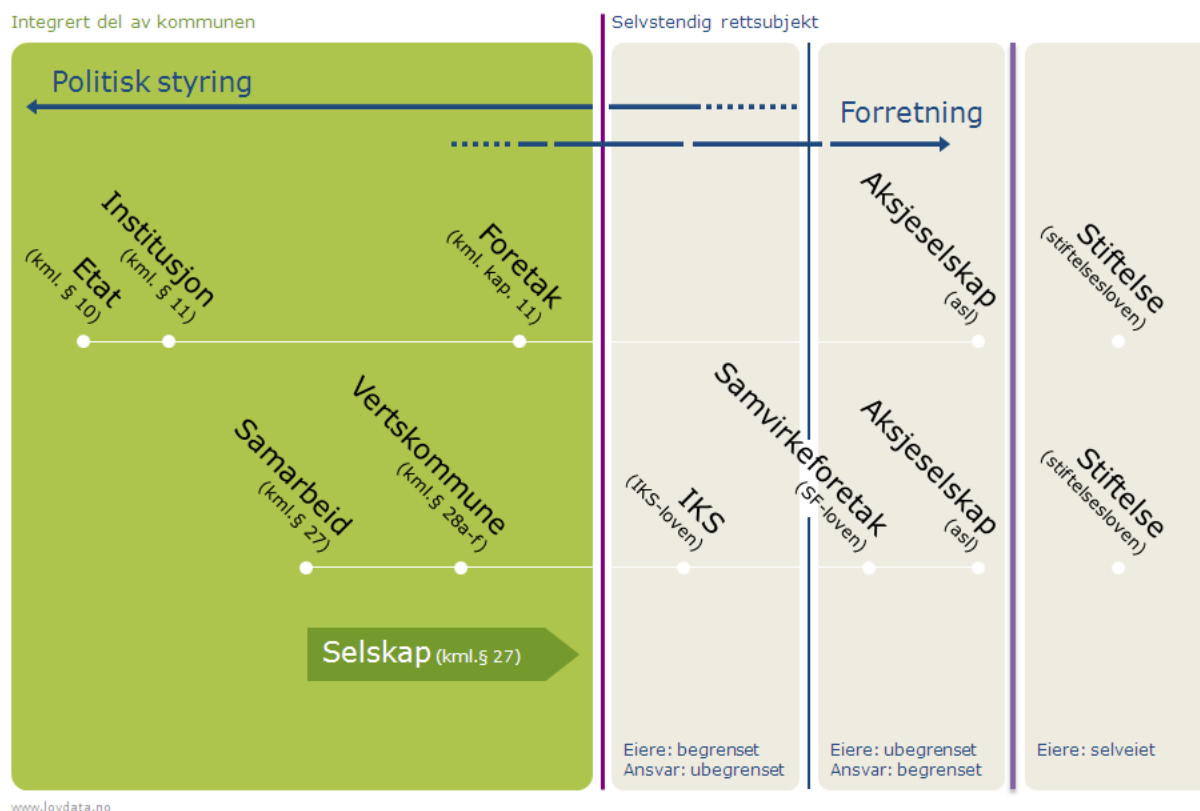 Integrert del av kommunen
Selvstendig rettsubjekt
Politisk styring
Forretning
Etat
(kml. § 10)
Institusjon
(kml. § 11)
Foretak
(kml. kap. 11)
Aksjeselskap
(asl)
Stiftelse
(stiftelsesloven)
Samarbeid
(kml.§ 27)
Vertskommune
(kml.§ 28a-f)
IKS
(IKS-loven)
Samvirkeforetak
(SF-loven)
Aksjeselskap
(asl)
Stiftelse
(stiftelsesloven)
Selskap (kml.§ 27)
Eiere: begrenset
Ansvar: ubegrenset
Eiere: ubegrenset
Ansvar: begrenset
Eiere: selveiet
www.lovdata.no